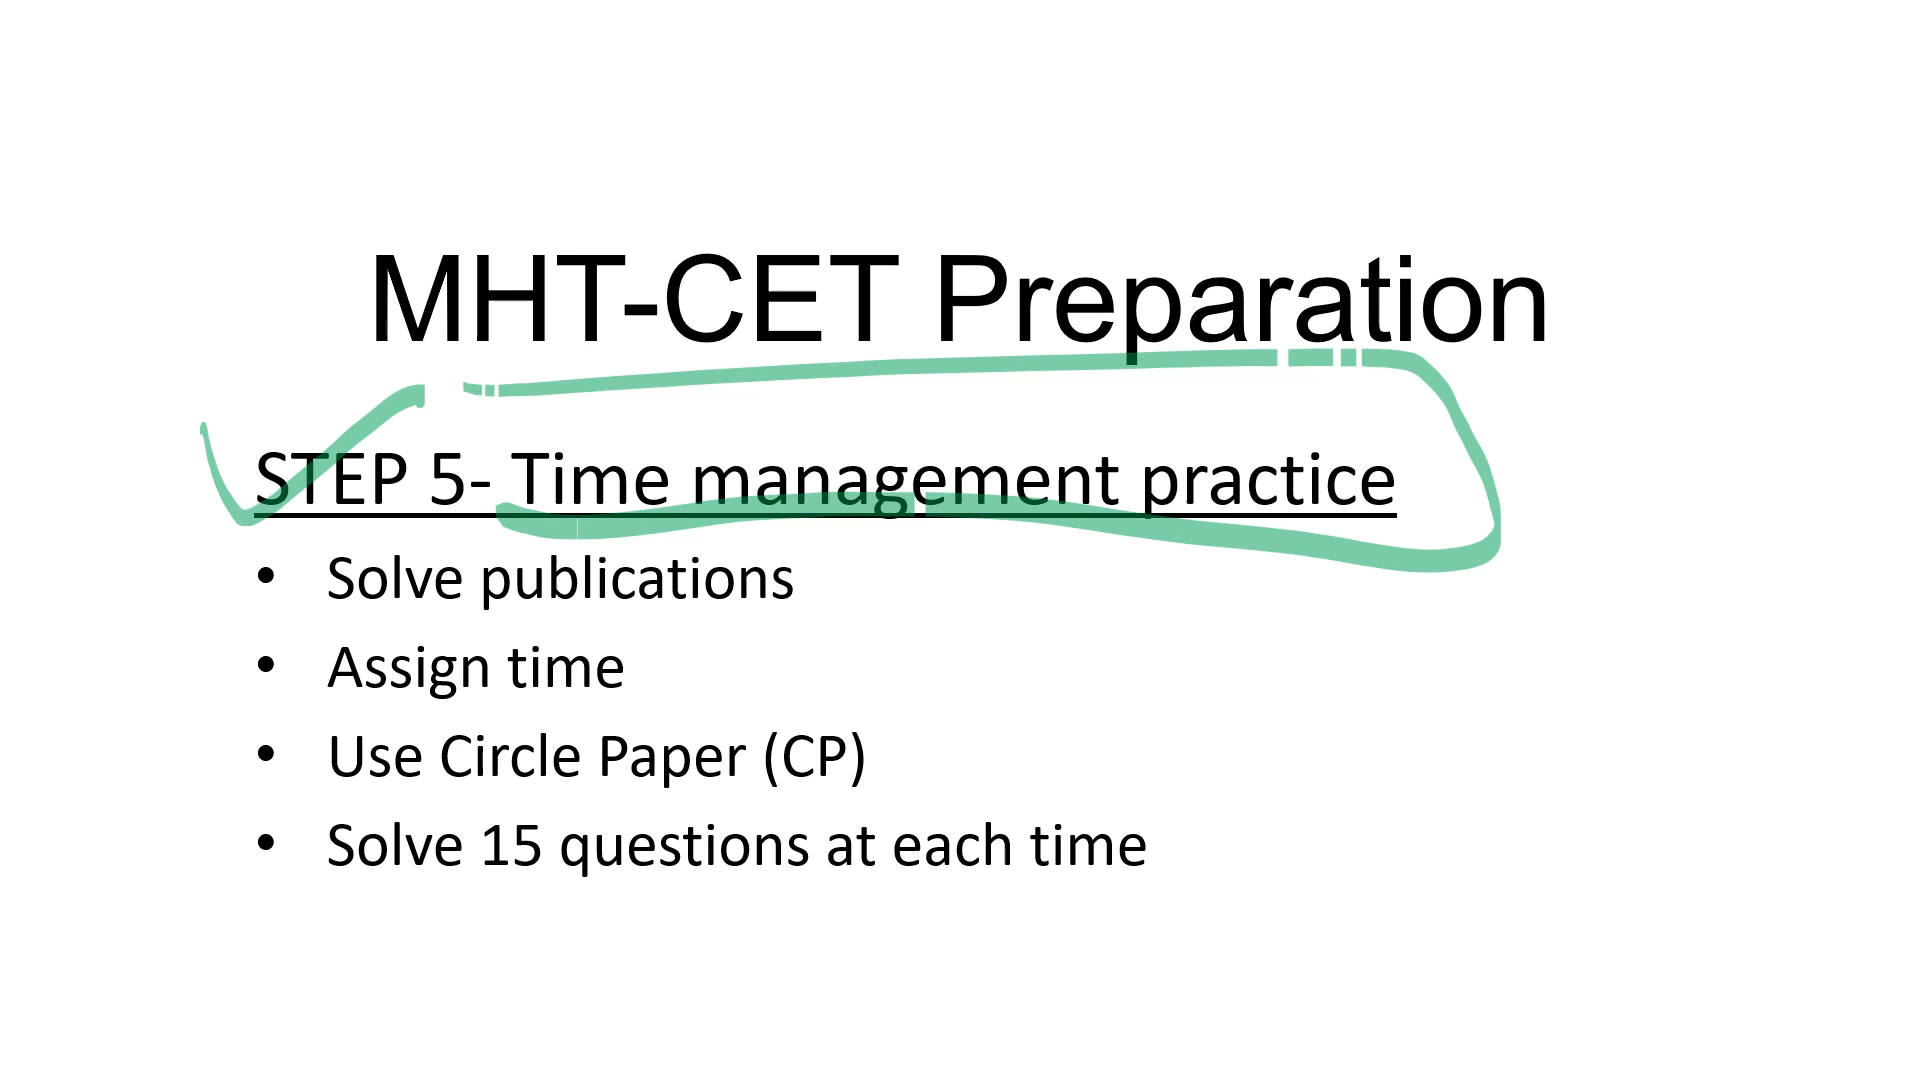 MHT-CET Preparation
STEP 5- Time management practice
• Solve publications
• Assign time
• Use Circle Paper (CP)
• Solve 15 questions at each time